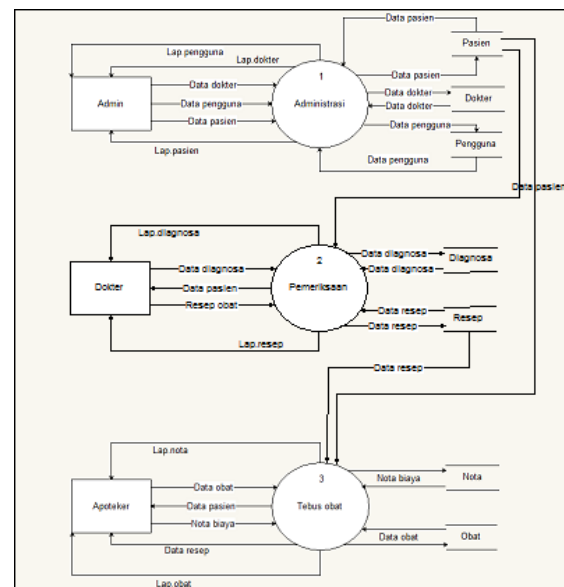 Data pasien
Lap.pengguna
Lap.dokter
Pasien
1
Data pasien
Admin
Data dokter
Data pengguna
Data pasien
Administrasi
Data dokter
Data dokter
Dokter
Data pengguna
Pengguna
Lap.pasien
Data pengguna
Data pasien
Lap.diagnosa
2
Data diagnosa
Diagnosa
Data diagnosa
Data diagnosa
Dokter
Data pasien
Pemeriksaan
Resep obat
Data resep
Resep
Data resep
Lap.resep
Data resep
Lap.nota
3
Data obat
Nota biaya
Nota
Apoteker
Data pasien
Tebus obat
Nota biaya
Data obat
Obat
Data resep
Lap.obat